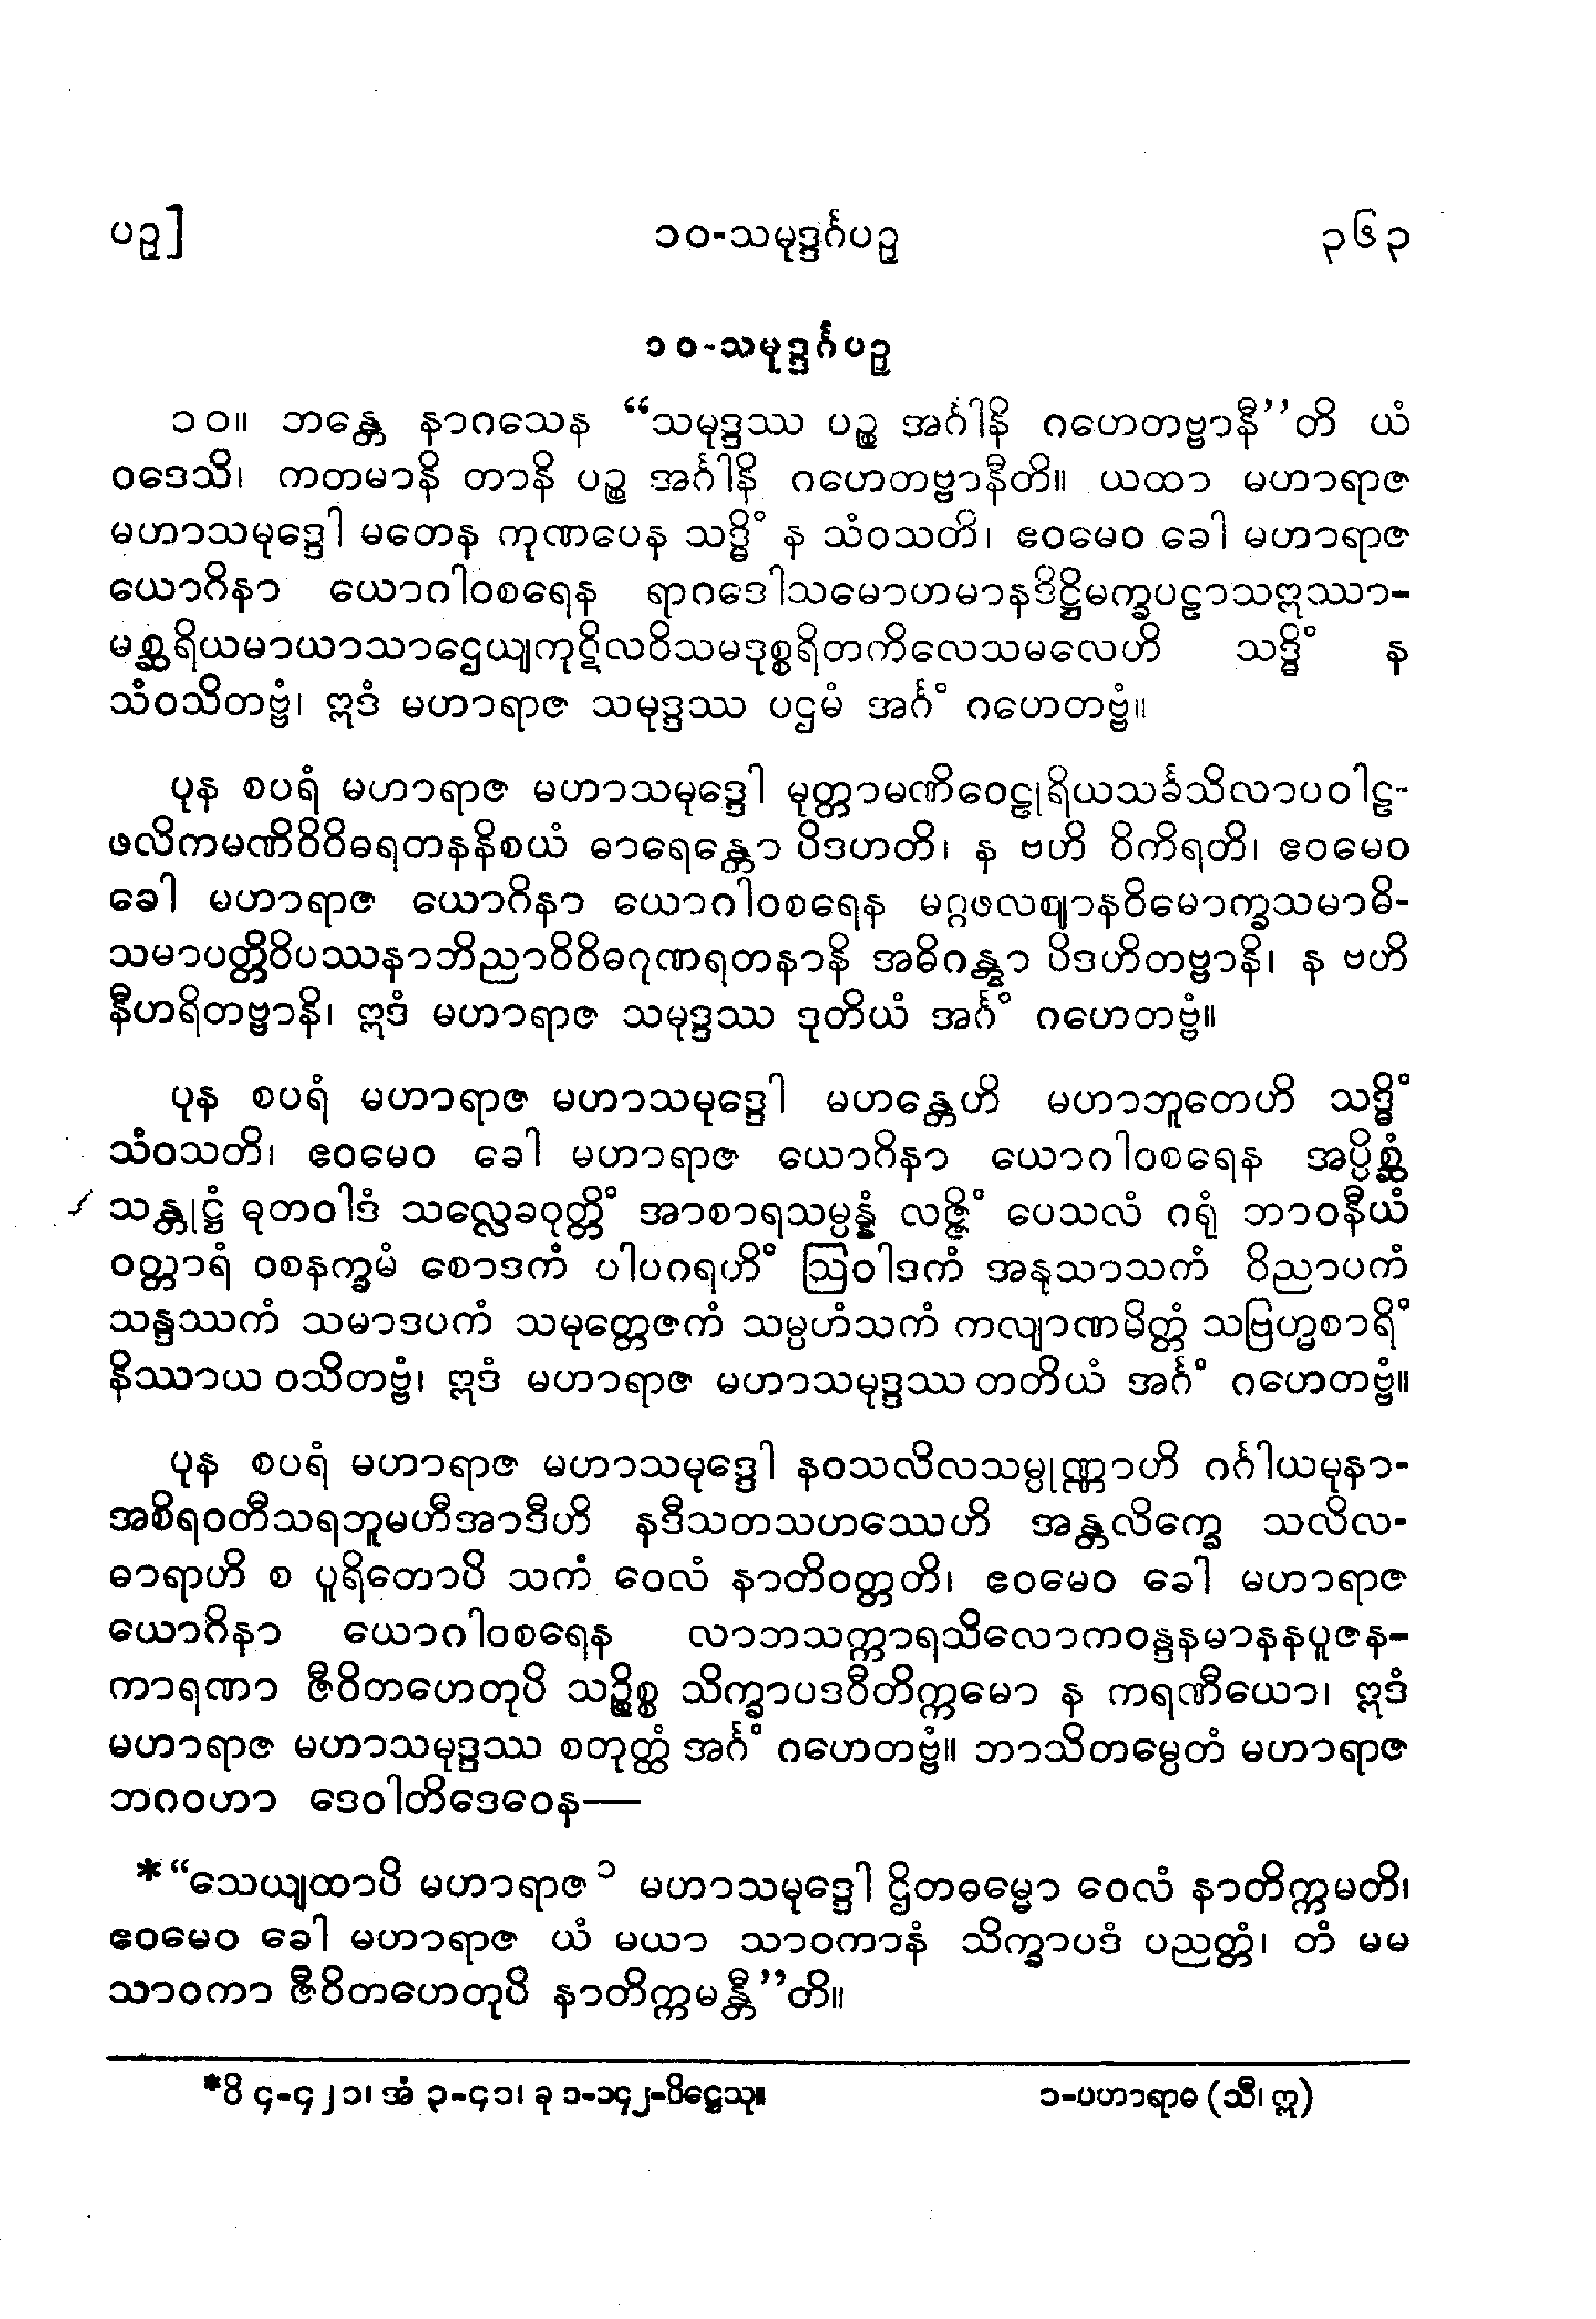 ပဉှ]
၁၀-သမုဒ္ဒင်္ဂပဉှ
၃၆၃
၁၀-သမုဒ္ဒင်္ဂပဉှ
၁၀။ ဘန္တေ နာဂသေန “သမုဒ္ဒဿ ပဉ္စ အင်္ဂါနိ ဂဟေတဗ္ဗာနီ”တိ ယံ
ဝဒေသိ၊ ကတမာနိ တာနိ ပဉ္စ အင်္ဂါနိ ဂဟေတဗ္ဗာနီတိ။ ယထာ မဟာရာဇ
မဟာသမုဒ္ဒေါ မတေန ကုဏပေန သဒ္ဓိံ န သံဝသတိ၊ ဧဝမေဝ ခေါ မဟာရာဇ
ယောဂိနာ ယောဂါဝစရေန ရာဂဒေါသမောဟမာနဒိဋ္ဌိမက္ခပဠာသဣဿာ-
မစ္ဆရိယမာယာသာဌေယျကုဋိလဝိသမဒုစ္စရိတကိလေသမလေဟိ သဒ္ဓိံ န
သံဝသိတဗ္ဗံ၊ ဣဒံ မဟာရာဇ သမုဒ္ဒဿ ပဌမံ အင်္ဂံ ဂဟေတဗ္ဗံ။
ပုန စပရံ မဟာရာဇ မဟာသမုဒ္ဒေါ မုတ္တာမဏိဝေဠုရိယသင်္ခသိလာပဝါဠ-
ဖလိကမဏိဝိဝိဓရတနနိစယံ ဓာရေန္တော ပိဒဟတိ၊ န ဗဟိ ဝိကိရတိ၊ ဧဝမေဝ
ခေါ မဟာရာဇ ယောဂိနာ ယောဂါဝစရေန မဂ္ဂဖလဈာနဝိမောက္ခသမာဓိ-
သမာပတ္တိဝိပဿနာဘိညာဝိဝိဓဂုဏရတနာနိ အဓိဂန္တွာ ပိဒဟိတဗ္ဗာနိ၊ န ဗဟိ
နီဟရိတဗ္ဗာနိ၊ ဣဒံ မဟာရာဇ သမုဒ္ဒဿ ဒုတိယံ အင်္ဂံ ဂဟေတဗ္ဗံ။
ပုန စပရံ မဟာရာဇ မဟာသမုဒ္ဒေါ မဟန္တေဟိ မဟာဘူတေဟိ သဒ္ဓိံ
သံဝသတိ၊ ဧဝမေဝ ခေါ မဟာရာဇ ယောဂိနာ ယောဂါဝစရေန အပ္ပိစ္ဆံ
သန္တုဋ္ဌံ ဓုတဝါဒံ သလ္လေခဝုတ္တိံ အာစာရသမ္ပန္နံ လဇ္ဇိံ ပေသလံ ဂရုံ ဘာဝနီယံ
ဝတ္တာရံ ဝစနက္ခမံ စောဒကံ ပါပဂရဟိံ ဩဝါဒကံ အနုသာသကံ ဝိညာပကံ
သန္ဒဿကံ သမာဒပကံ သမုတ္တေဇကံ သမ္ပဟံသကံ ကလျာဏမိတ္တံ သဗြဟ္မစာရိံ
နိဿာယ ဝသိတဗ္ဗံ၊ ဣဒံ မဟာရာဇ မဟာသမုဒ္ဒဿ တတိယံ အင်္ဂံ ဂဟေတဗ္ဗံ။
ပုန စပရံ မဟာရာဇ မဟာသမုဒ္ဒေါ နဝသလိလသမ္ပုဏ္ဏာဟိ ဂင်္ဂါယမုနာ-
အစိရဝတီသရဘူမဟီအာဒီဟိ နဒီသတသဟဿေဟိ အန္တလိက္ခေ သလိလ-
ဓာရာဟိ စ ပူရိတောပိ သကံ ဝေလံ နာတိဝတ္တတိ၊ ဧဝမေဝ ခေါ မဟာရာဇ
ယောဂိနာ ယောဂါဝစရေန လာဘသက္ကာရသိလောကဝန္ဒနမာနနပူဇန-
ကာရဏာ ဇီဝိတဟေတုပိ သဉ္စိစ္စ သိက္ခာပဒဝီတိက္ကမော န ကရဏီယော၊ ဣဒံ
မဟာရာဇ မဟာသမုဒ္ဒဿ စတုတ္ထံ အင်္ဂံ ဂဟေတဗ္ဗံ။ ဘာသိတမ္ပေတံ မဟာရာဇ
ဘဂဝဟာ ဒေဝါတိဒေဝေန—
*“သေယျထာပိ မဟာရာဇ ၁ မဟာသမုဒ္ဒေါ ဌိတဓမ္မော ဝေလံ နာတိက္ကမတိ၊
ဧဝမေဝ ခေါ မဟာရာဇ ယံ မယာ သာဝကာနံ သိက္ခာပဒံ ပညတ္တံ၊ တံ မမ
သာဝကာ ဇီဝိတဟေတုပိ နာတိက္ကမန္တီ”တိ။
*ဝိ ၄-၄၂၁၊ အံ ၃-၄၁၊ ခု ၁-၁၄၂-ပိဋ္ဌေသု။
၁-ပဟာရာဓ (သီ၊ ဣ)